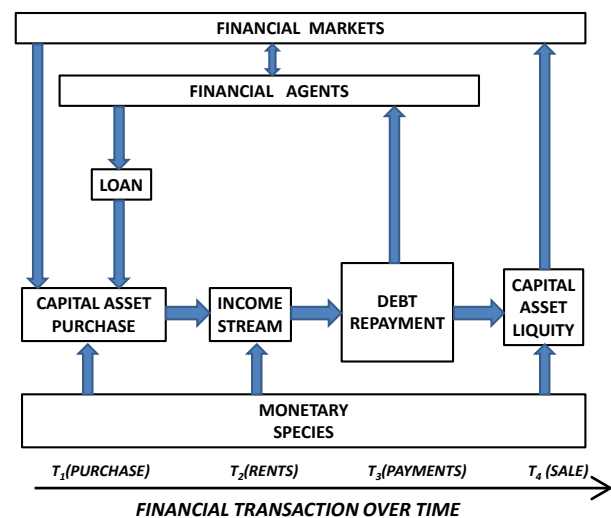 FINANCIAL MARKETS
FINANCIAL AGENTS
LOAN
CAPITAL ASSET
PURCHASE
INCOME
STREAM
DEBT
REPAYMENT
CAPITAL
ASSET
LIQUITY
MONETARY
SPECIES
T1(PURCHASE) T2(RENTS) T3(PAYMENTS) T4 (SALE)
FINANCIAL TRANSACTION OVER TIME